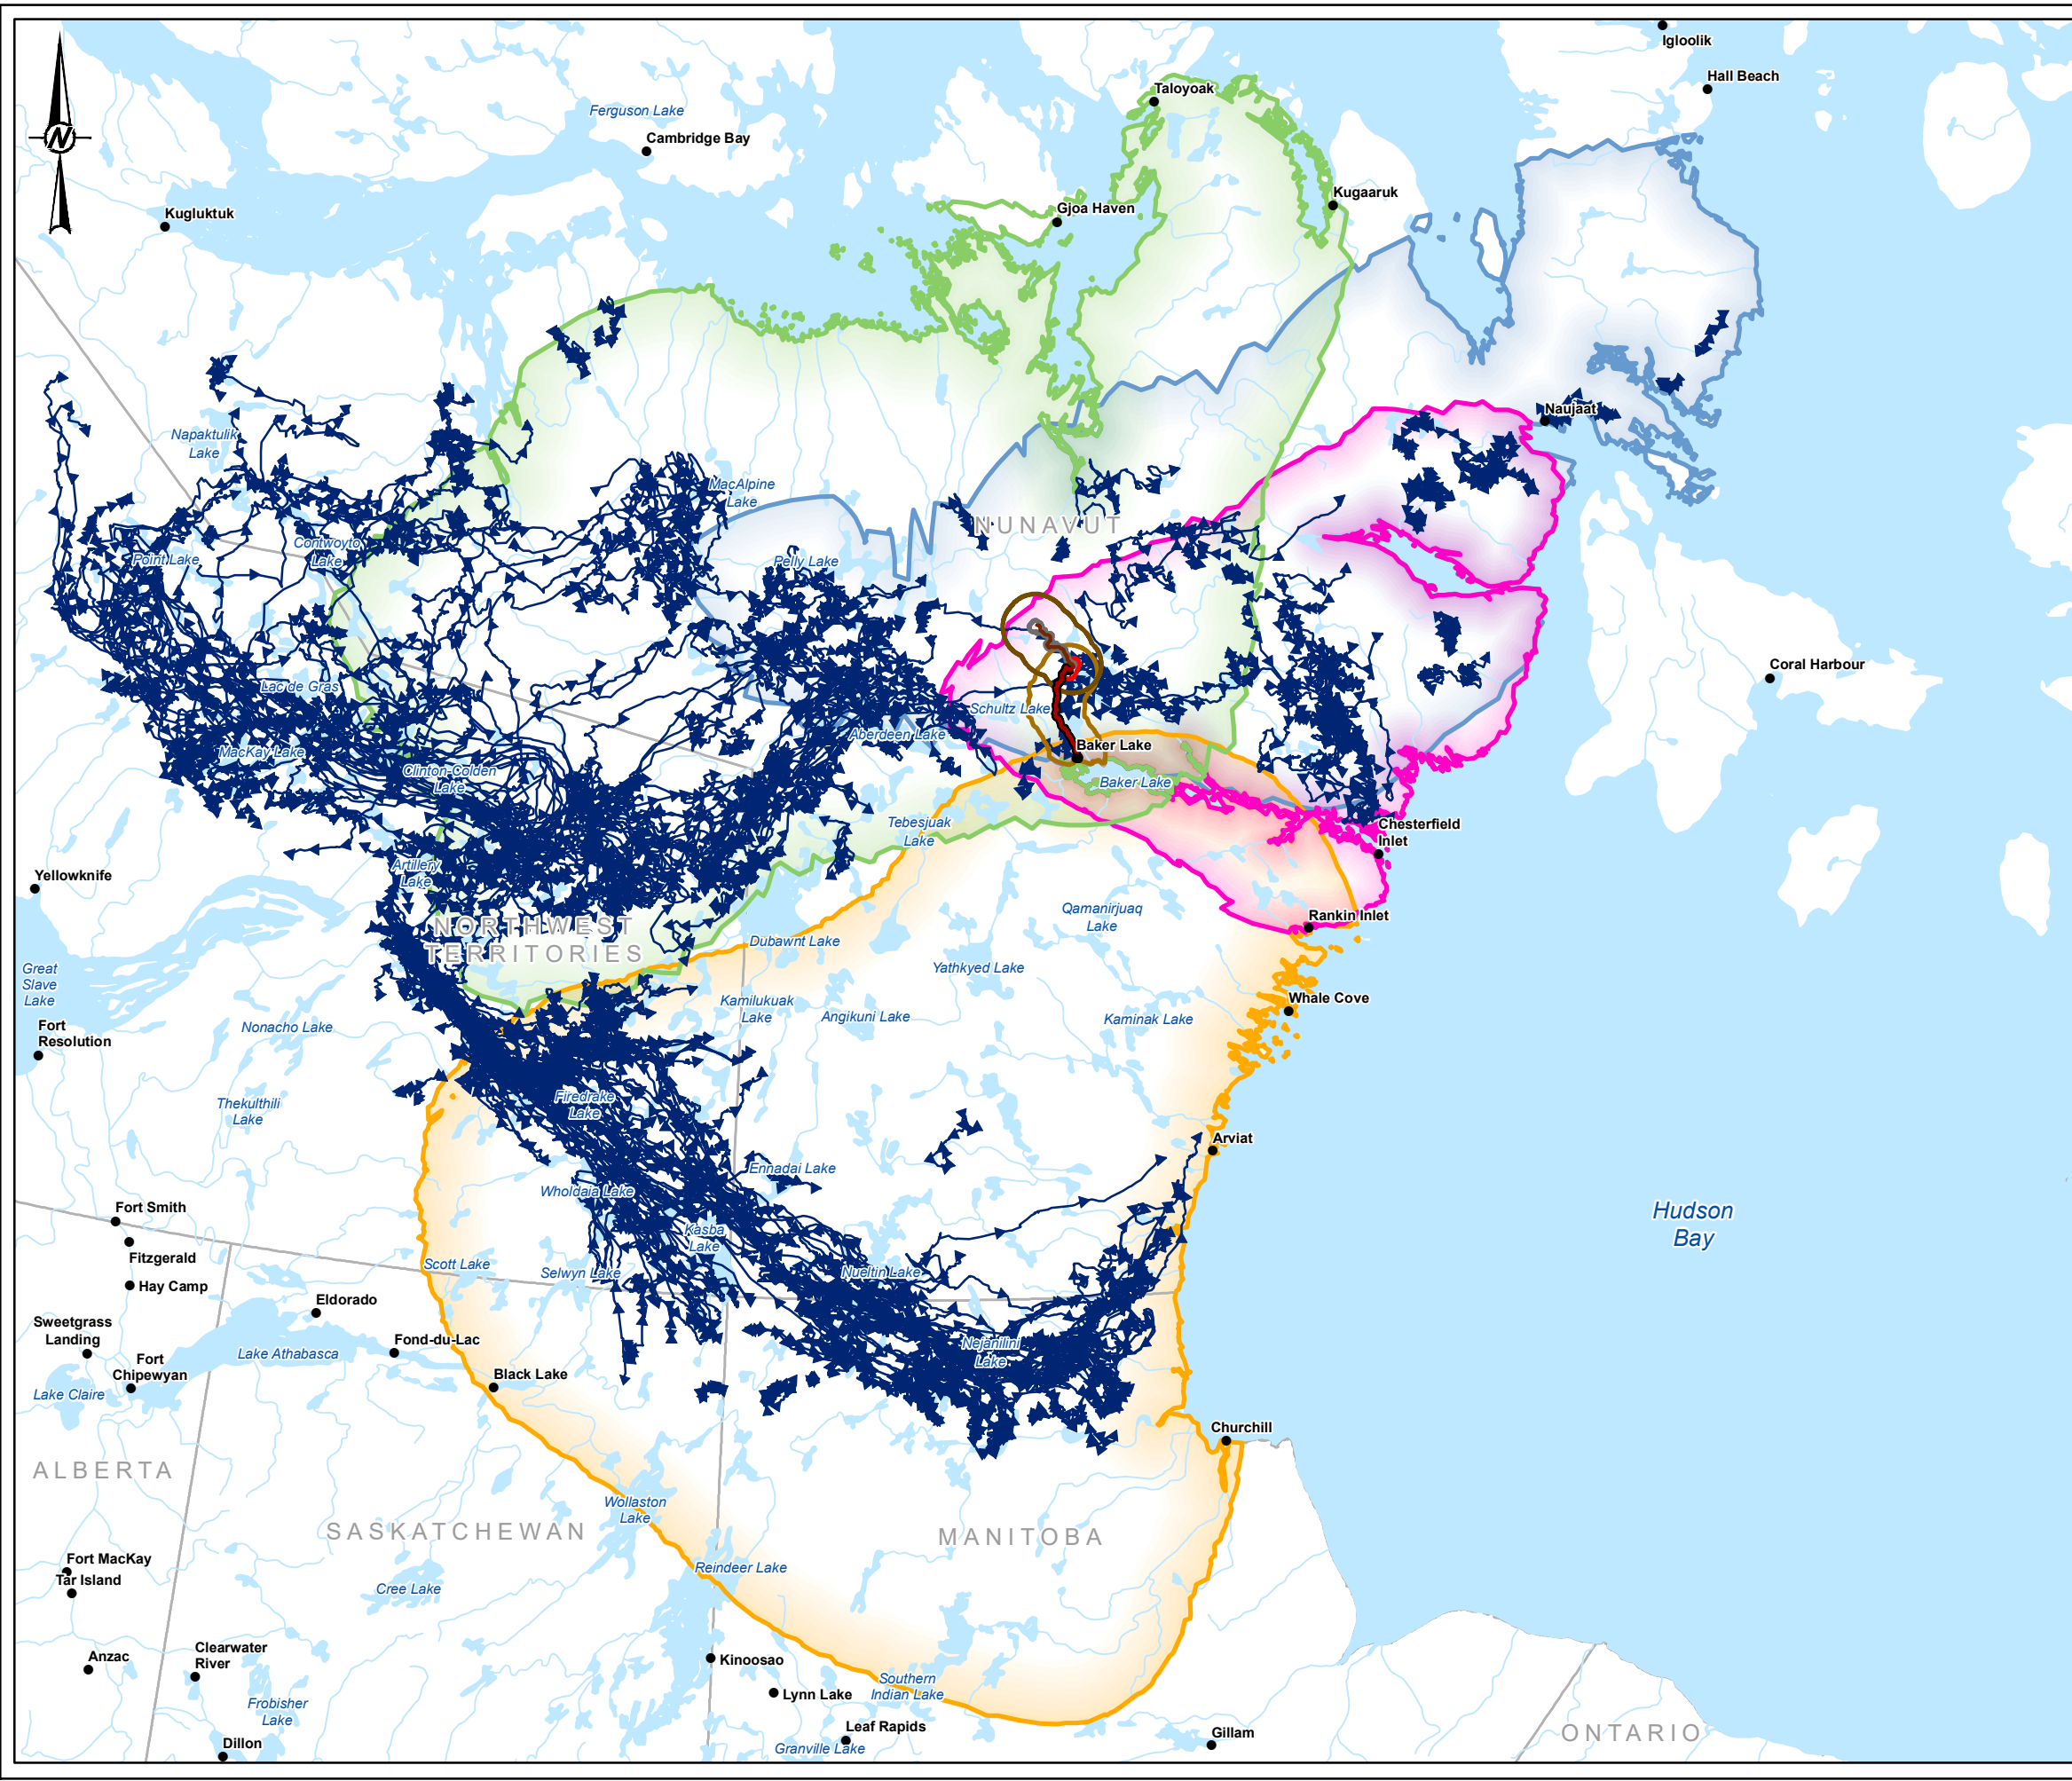 Igloolik
Hall Beach
Taloyoak
Ferguson Lake
Cambridge Bay
N
Kugaaruk
Gjoa Haven
Kugluktuk
Naujaat
Napaktulik
Lake
MacAlpine
Lake
NUNAVUT
Contwoyto
Lake
Point Lake
Pelly Lake
Coral Harbour
Lac de Gras
Schultz Lake
Aberdeen Lake
Baker Lake
MacKay Lake
Clinton-Colden
Lake
Baker Lake
Tebesjuak
Lake
Chesterfield
Inlet
Artillery
Lake
Yellowknife
Qamanirjuaq
Lake
Rankin Inlet
NORTHWEST
TERRITORIES
Dubawnt Lake
Great
Slave
Lake
Yathkyed Lake
Whale Cove
Kamilukuak
Lake
Angikuni Lake
Kaminak Lake
Fort
Resolution
Nonacho Lake
Firedrake
Lake
Thekulthili
Lake
Arviat
Ennadai Lake
Wholdaia Lake
Fort Smith
Hudson
Bay
Kasba
Lake
Fitzgerald
Scott Lake
Selwyn Lake
Nueltin Lake
Hay Camp
Eldorado
Sweetgrass
Landing
Fond-du-Lac
Nejanilini
Lake
Lake Athabasca
Fort
Chipewyan
Black Lake
Lake Claire
Churchill
ALBERTA
Wollaston
Lake
SASKATCHEWAN
MANITOBA
Fort MacKay
Tar Island
Reindeer Lake
Cree Lake
Clearwater
River
Anzac
Kinoosao
Southern
Indian Lake
Lynn Lake
Frobisher
Lake
Leaf Rapids
Gillam
ONTARIO
Dillon
Granville Lake